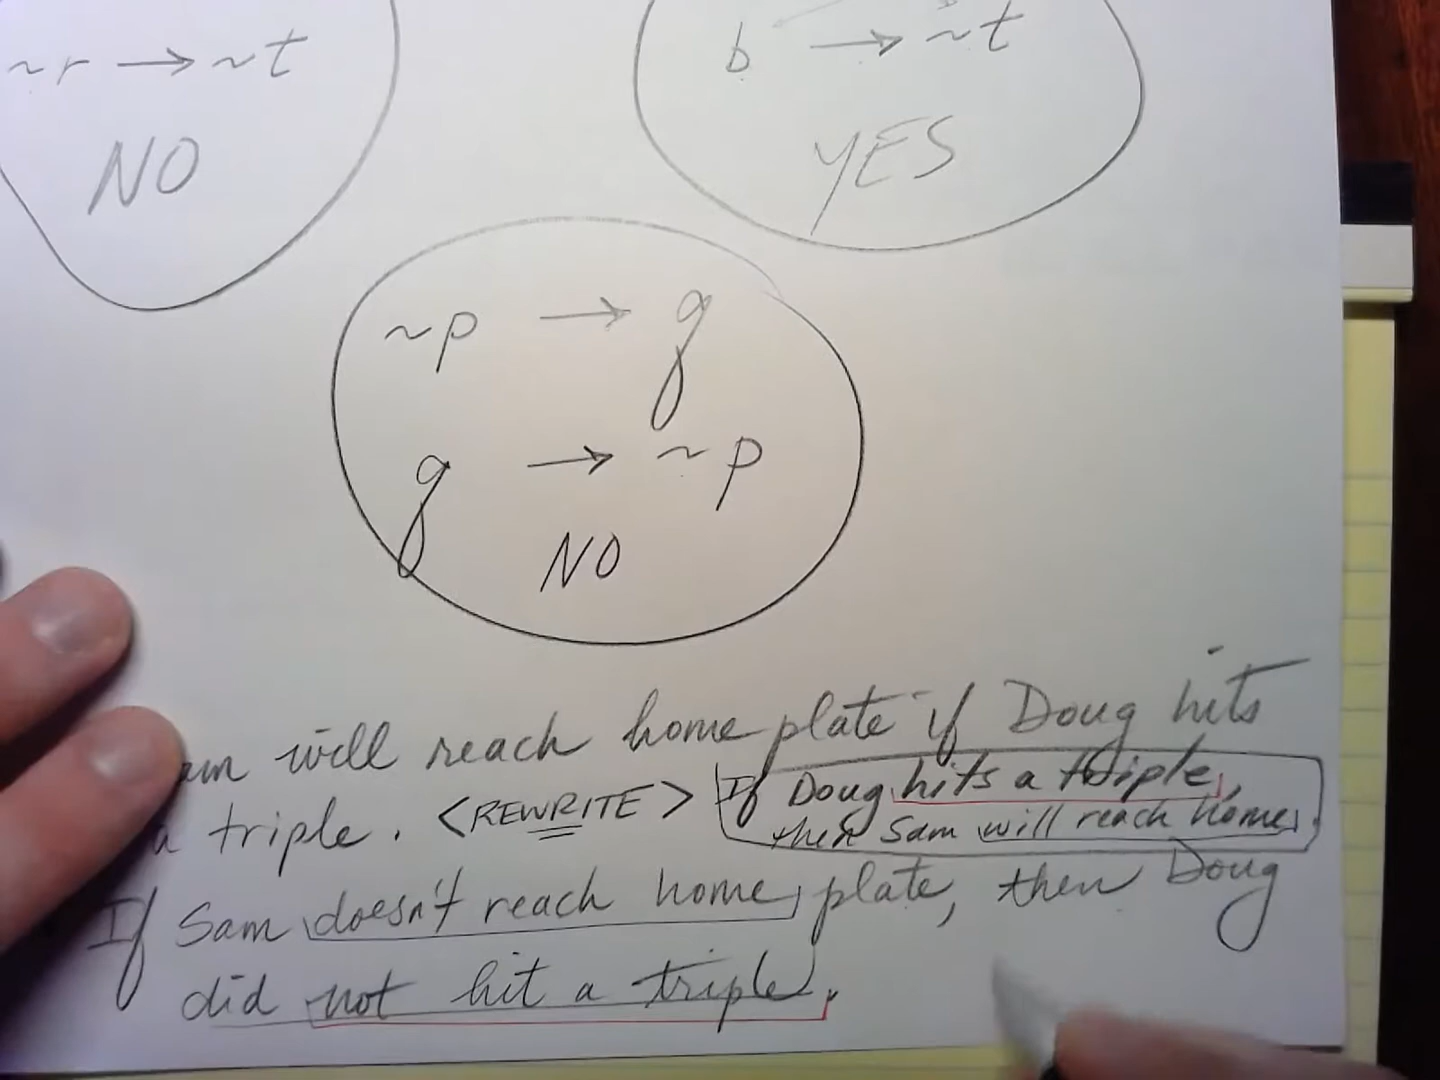 ~r → ~t
NO
b → ~t
YES
~p → g
g → ~p
NO
am will reach home plate if Doug hits
a triple. <REWRITE> If Doug hits a triple,
then Sam will reach home.
If Sam doesn't reach home plate, then Doug
did not hit a triple.